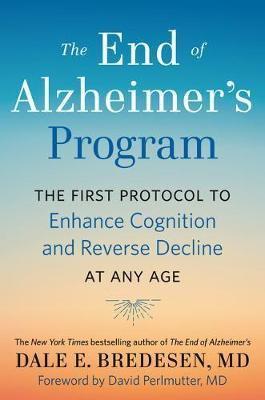 The End of
Alzheimer's
Program
THE FIRST PROTOCOL TO
Enhance Cognition
and Reverse Decline
AT ANY AGE
The New York Times bestselling author of The End of Alzheimer's
DALE E. BREDESEN, MD
Foreword by David Perlmutter, MD